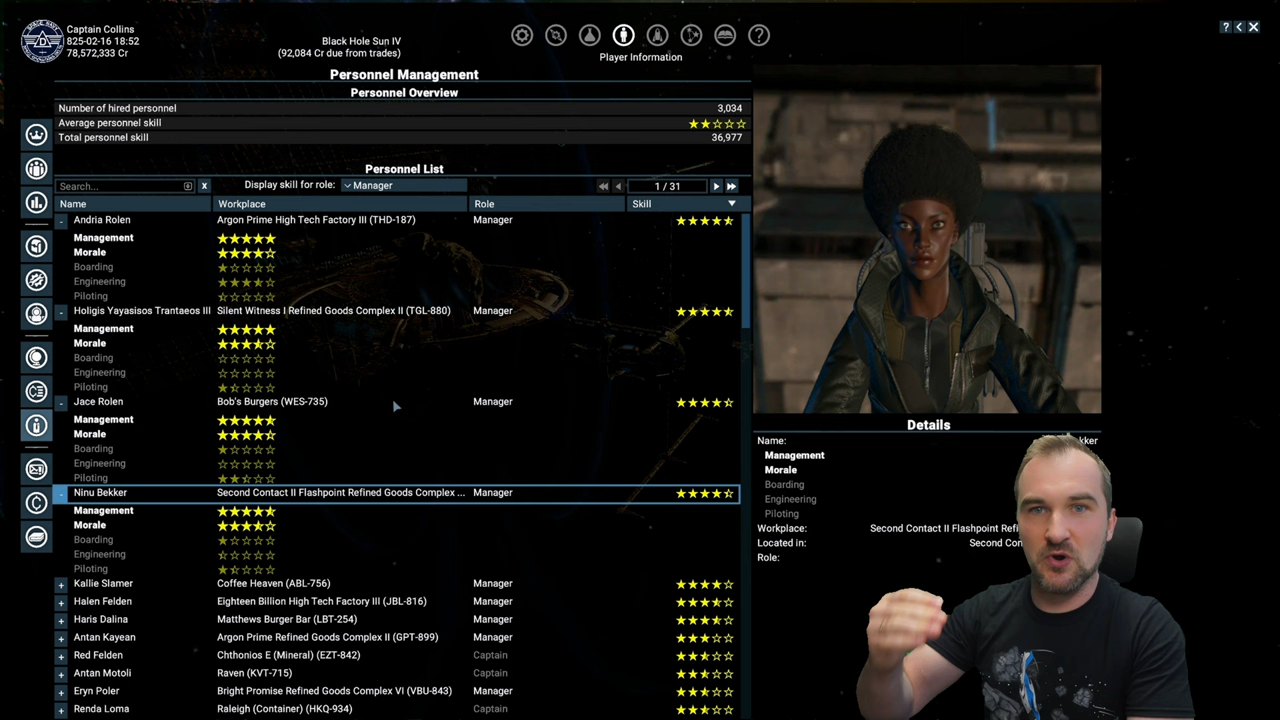 Captain Collins
825-02-16 18:52
78,572,333 Cr
Black Hole Sun IV
(92,084 Cr due from trades)
Player Information
? < X
Personnel Management
Personnel Overview
Number of hired personnel 3,034
Average personnel skill
Total personnel skill 36,977
Personnel List
Search... x Display skill for role: Manager 1 / 31
Name Workplace Role Skill
- Andria Rolen Argon Prime High Tech Factory III (THD-187) Manager
Management
Morale
Boarding
Engineering
Piloting
- Holigis Yayasisos Trantaeos III Silent Witness I Refined Goods Complex II (TGL-880) Manager
Management
Morale
Boarding
Engineering
Piloting
- Jace Rolen Bob's Burgers (WES-735) Manager
Management
Morale
Boarding
Engineering
Piloting
- Ninu Bekker Second Contact II Flashpoint Refined Goods Complex ... Manager
Management
Morale
Boarding
Engineering
Piloting
+ Kallie Slamer Coffee Heaven (ABL-756) Manager
+ Halen Felden Eighteen Billion High Tech Factory III (JBL-816) Manager
+ Haris Dalina Matthews Burger Bar (LBT-254) Manager
+ Antan Kayean Argon Prime Refined Goods Complex II (GPT-899) Manager
+ Red Felden Chthonios E (Mineral) (EZT-842) Captain
+ Antan Motoli Raven (KVT-715) Captain
+ Eryn Poler Bright Promise Refined Goods Complex VI (VBU-843) Manager
+ Renda Loma Raleigh (Container) (HKQ-934) Captain
Details
Name: kker
Management
Morale
Boarding
Engineering
Piloting
Workplace: Second Contact II Flashpoint Refi
Located in: Second Con
Role: